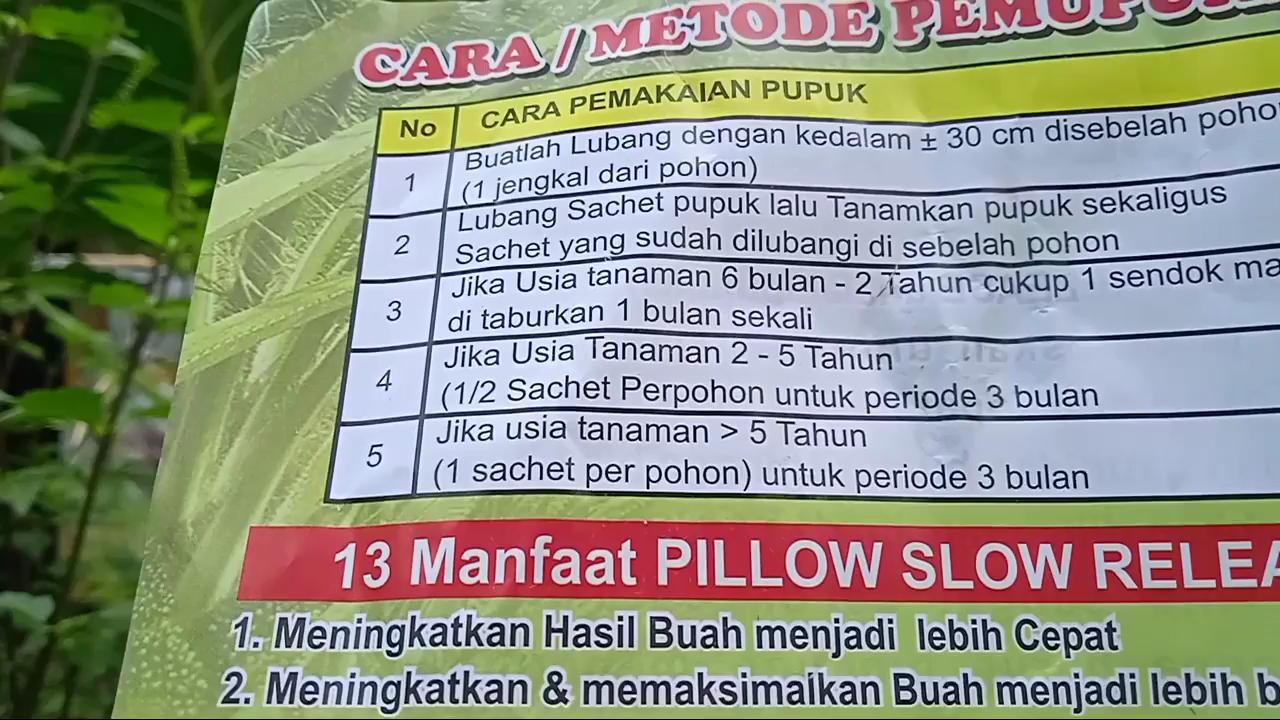 CARA / METODE
No CARA PEMAKAIAN PUPUK
1 Buatlah Lubang dengan kedalam ± 30 cm disebelah
(1 jengkal dari pohon)
2 Lubang Sachet pupuk lalu Tanamkan pupuk sekaligus
Sachet yang sudah dilubangi di sebelah pohon
3 Jika Usia tanaman 6 bulan - 2 Tahun cukup 1 sendok
di taburkan 1 bulan sekali
4 Jika Usia Tanaman 2 - 5 Tahun
(1/2 Sachet Perpohon untuk periode 3 bulan
5 Jika usia tanaman > 5 Tahun
(1 sachet per pohon) untuk periode 3 bulan
13 Manfaat PILLOW SLOW
1. Meningkatkan Hasil Buah menjadi lebih Cepat
2. Meningkatkan & memaksimalkan Buah menjadi lebih